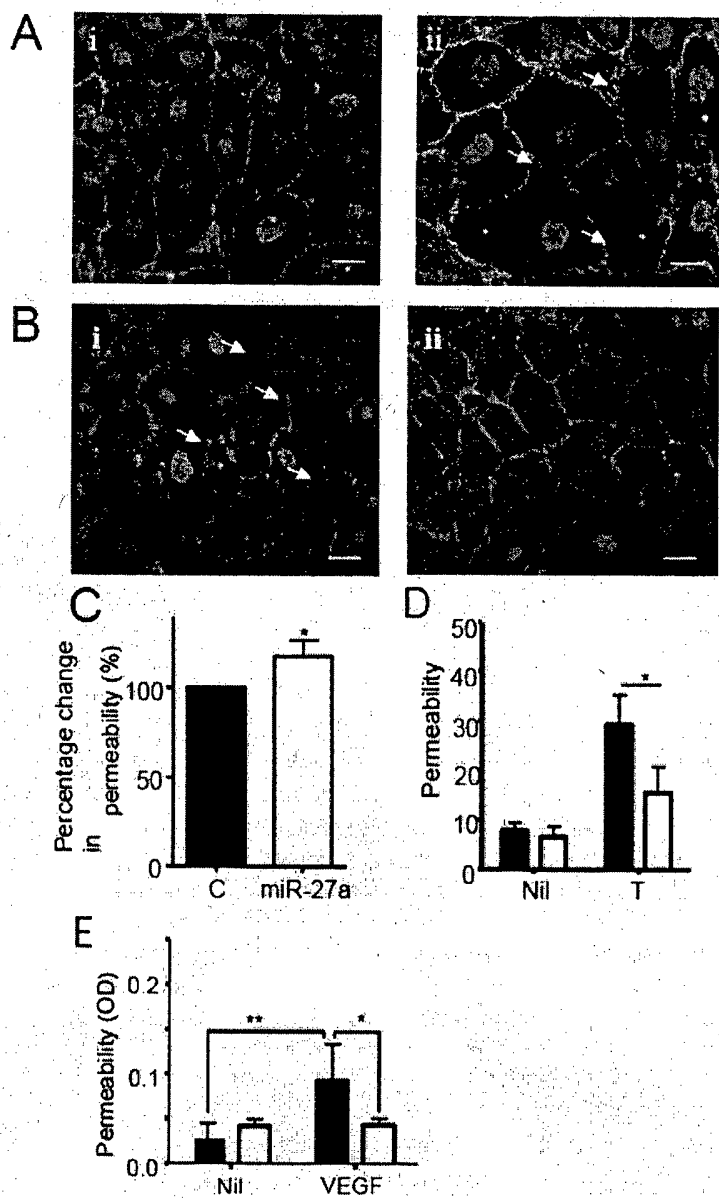 A
i
ii
B
i
ii
C
Percentage change
in permeability (%)
100
50
0
*
C
miR-27a
D
Permeability
50
40
30
20
10
0
*
Nil
T
E
Permeability (OD)
0.2
0.1
0.0
**
*
Nil
VEGF